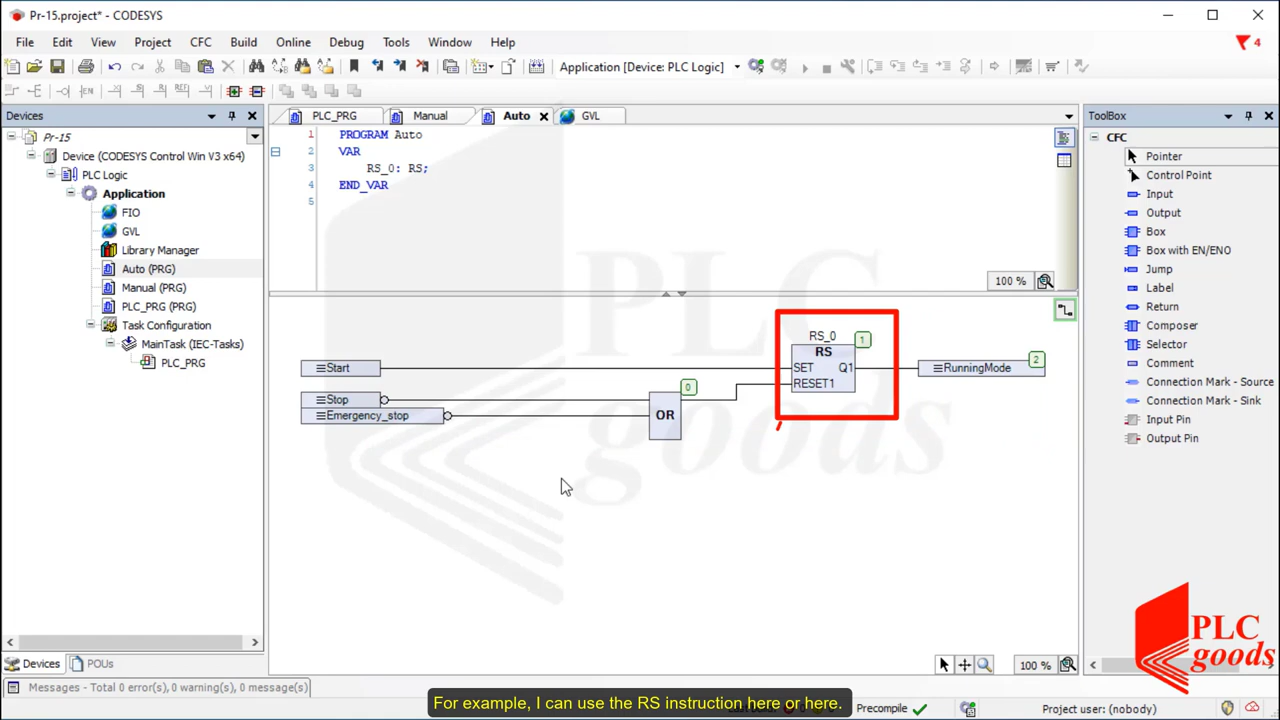 Pr-15.project* - CODESYS
File Edit View Project CFC Build Online Debug Tools Window Help
4
Application [Device: PLC Logic]
Devices
Pr-15
Device (CODESYS Control Win V3 x64)
PLC Logic
Application
FIO
GVL
Library Manager
Auto (PRG)
Manual (PRG)
PLC_PRG (PRG)
Task Configuration
MainTask (IEC-Tasks)
PLC_PRG
Devices POUs
PLC_PRG Manual Auto GVL
1 PROGRAM Auto
2 VAR
3 RS_0: RS;
4 END_VAR
5
100 %
PLC
goods
RS_0 1
RS
Start SET Q1 RunningMode 2
RESET1
Stop 0
Emergency_stop OR
100 %
ToolBox
CFC
Pointer
Control Point
Input
Output
Box
Box with EN/ENO
Jump
Label
Return
Composer
Selector
Comment
Connection Mark - Source
Connection Mark - Sink
Input Pin
Output Pin
PLC
goods
Messages - Total 0 error(s), 0 warning(s), 0 message(s)
For example, I can use the RS instruction here or here.
Precompile
Project user: (nobody)